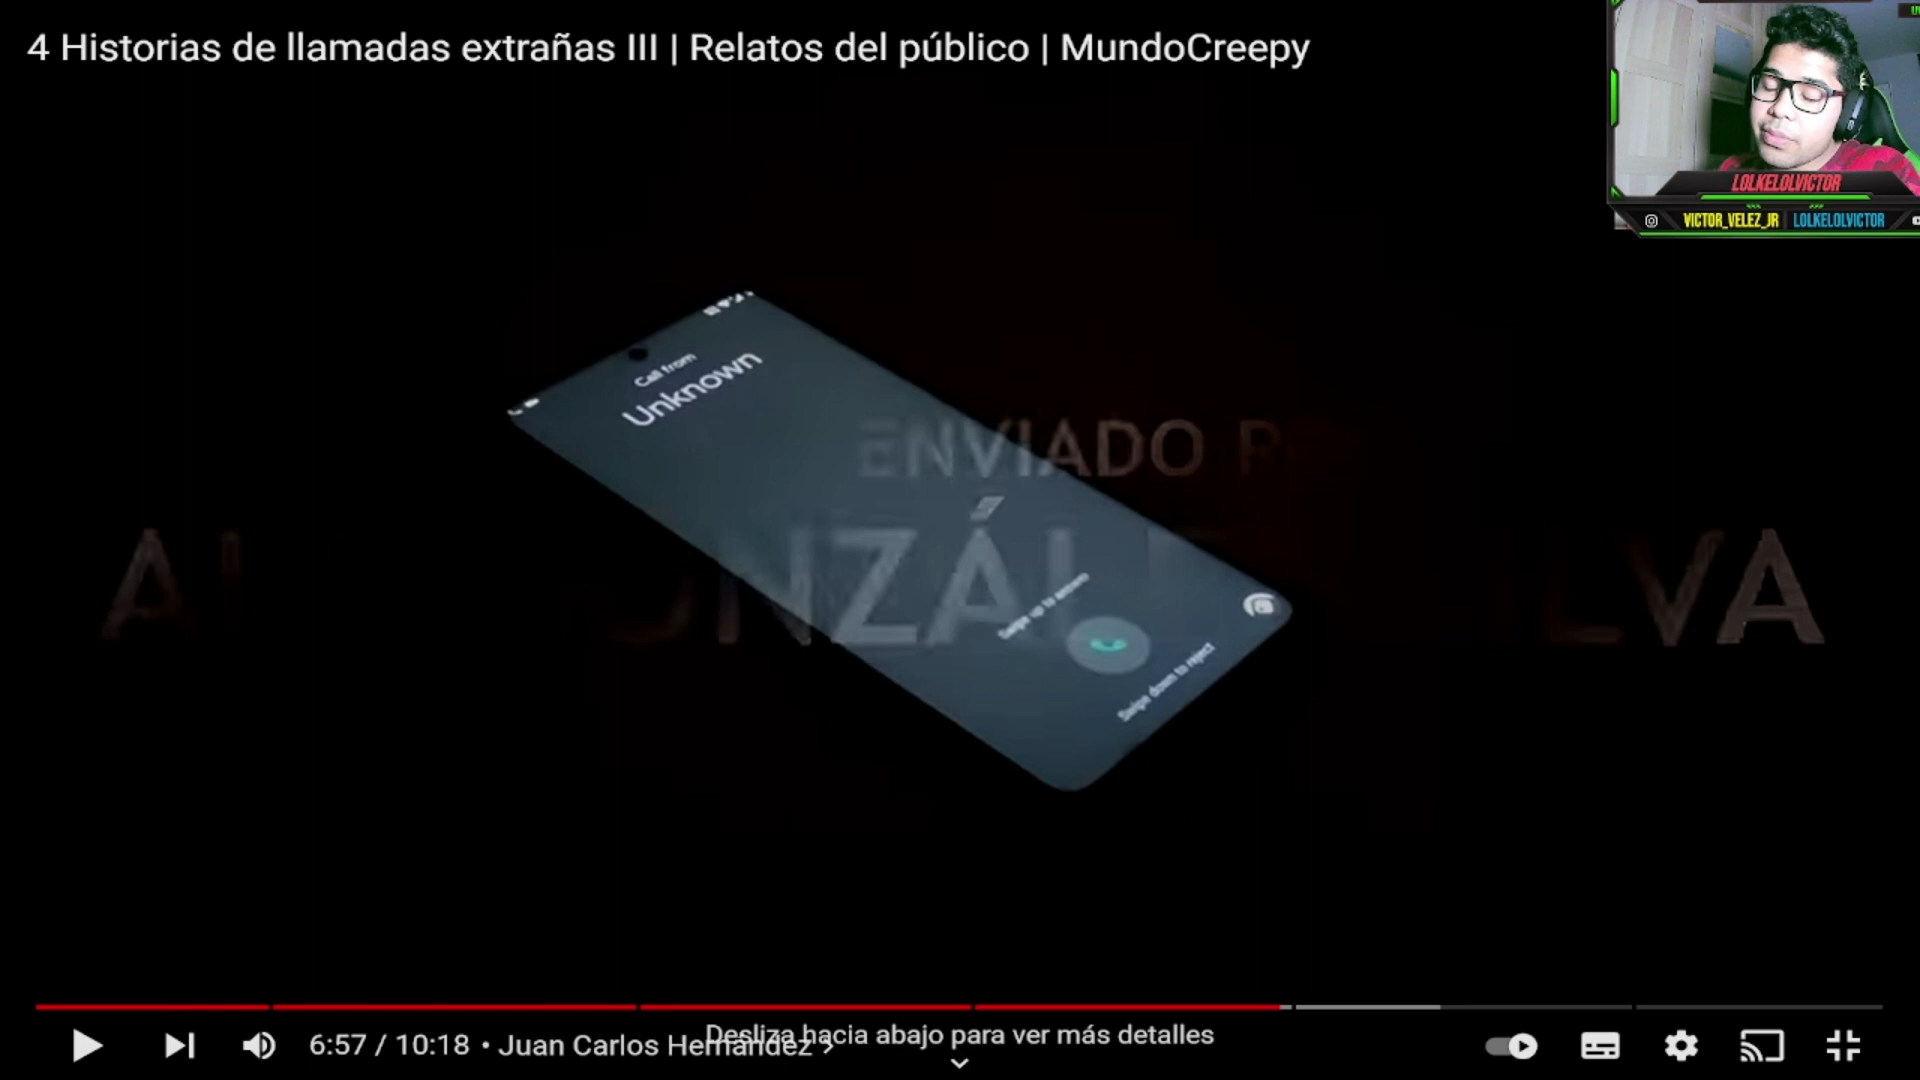 4 Historias de llamadas extrañas III | Relatos del público | MundoCreepy
LOLKELOLVICTOR
VICTOR_VELEZ_JR LOLKELOLVICTOR
Call from
Unknown
ENVIADO
Swipe up to answer
Swipe down to reject
6:57 / 10:18 • Juan Carlos Hernández ›
Desliza hacia abajo para ver más detalles